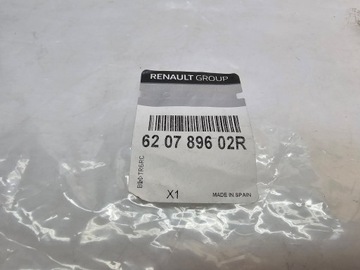 RENAULT GROUP
62 07 896 02R
X1
MADE IN SPAIN